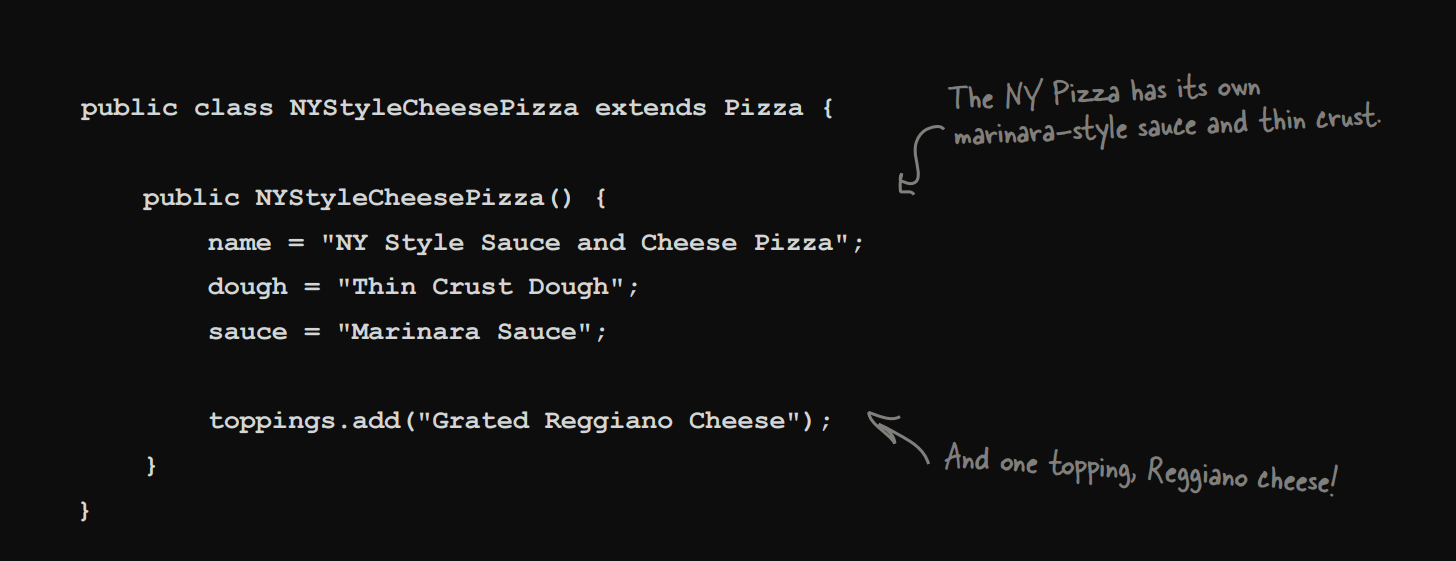 public class NYStyleCheesePizza extends Pizza {
The NY Pizza has its own
marinara-style sauce and thin crust.
public NYStyleCheesePizza() {
name = "NY Style Sauce and Cheese Pizza";
dough = "Thin Crust Dough";
sauce = "Marinara Sauce";
toppings.add("Grated Reggiano Cheese");
And one topping, Reggiano cheese!
}
}